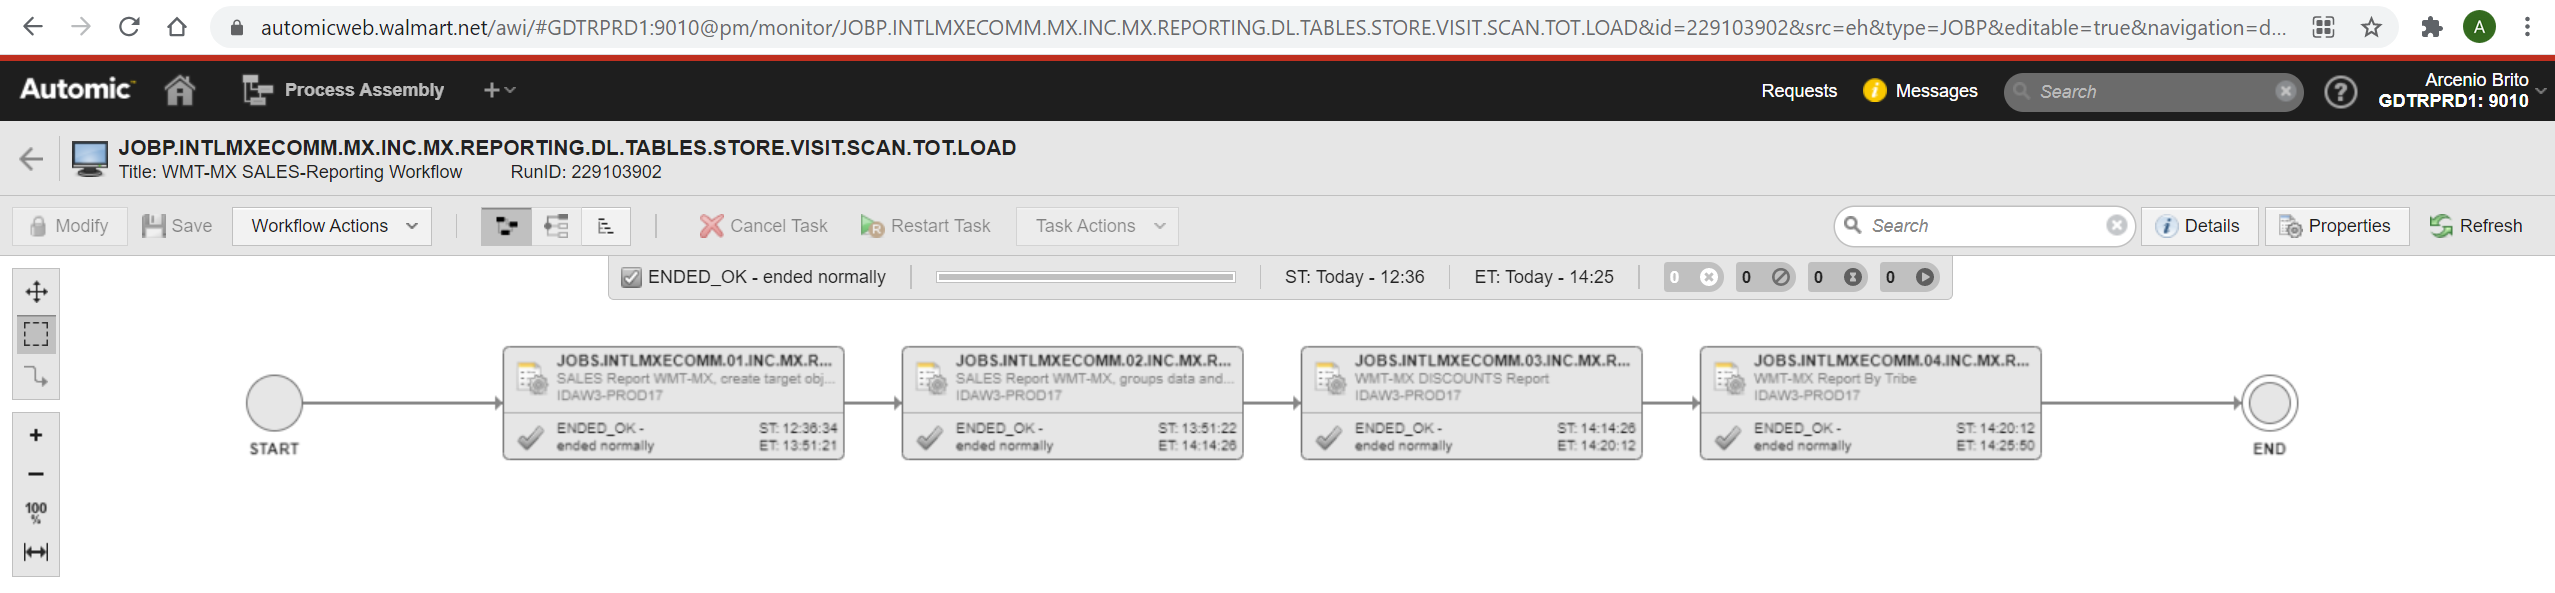 automicweb.walmart.net/awi/#GDTRPRD1:9010@pm/monitor/JOBP.INTLMXECOMM.MX.INC.MX.REPORTING.DL.TABLES.STORE.VISIT.SCAN.TOT.LOAD&id=229103902&src=eh&type=JOBP&editable=true&navigation=d...
A
Automic
Process Assembly
Requests
Messages
Search
Arcenio Brito
GDTRPRD1: 9010
JOBP.INTLMXECOMM.MX.INC.MX.REPORTING.DL.TABLES.STORE.VISIT.SCAN.TOT.LOAD
Title: WMT-MX SALES-Reporting Workflow RunID: 229103902
Modify Save Workflow Actions Cancel Task Restart Task Task Actions Search Details Properties Refresh
ENDED_OK - ended normally ST: Today - 12:36 ET: Today - 14:25 0 0 0 0
START
JOBS.INTLMXECOMM.01.INC.MX.R...
SALES Report WMT-MX, create target obj...
IDAW3-PROD17
ENDED_OK - ST: 12:36:34
ended normally ET: 13:51:21
JOBS.INTLMXECOMM.02.INC.MX.R...
SALES Report WMT-MX, groups data and...
IDAW3-PROD17
ENDED_OK - ST: 13:51:22
ended normally ET: 14:14:26
JOBS.INTLMXECOMM.03.INC.MX.R...
WMT-MX DISCOUNTS Report
IDAW3-PROD17
ENDED_OK - ST: 14:14:26
ended normally ET: 14:20:12
JOBS.INTLMXECOMM.04.INC.MX.R...
WMT-MX Report By Tribe
IDAW3-PROD17
ENDED_OK - ST: 14:20:12
ended normally ET: 14:25:50
END
100
%